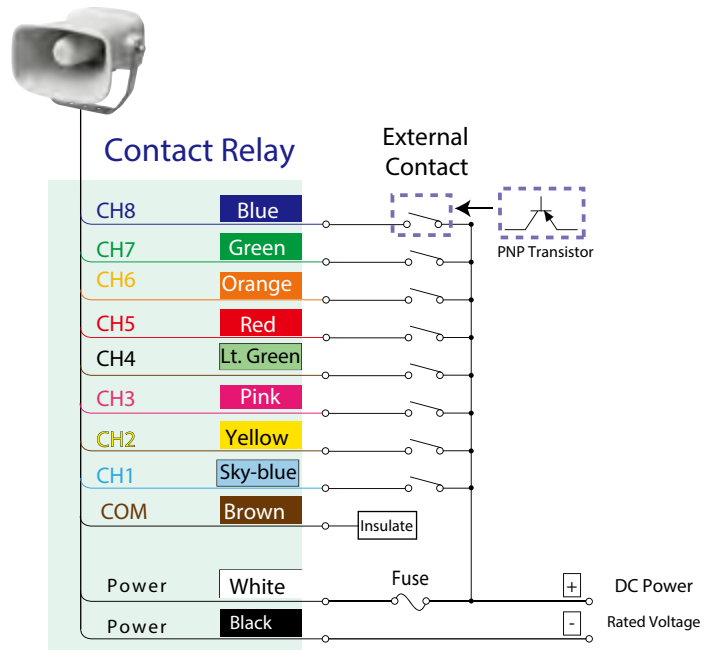 Contact Relay
External
Contact
CH8 Blue
PNP Transistor
CH7 Green
CH6 Orange
CH5 Red
CH4 Lt. Green
CH3 Pink
CH2 Yellow
CH1 Sky-blue
COM Brown
Insulate
Power White Fuse + DC Power
Power Black - Rated Voltage